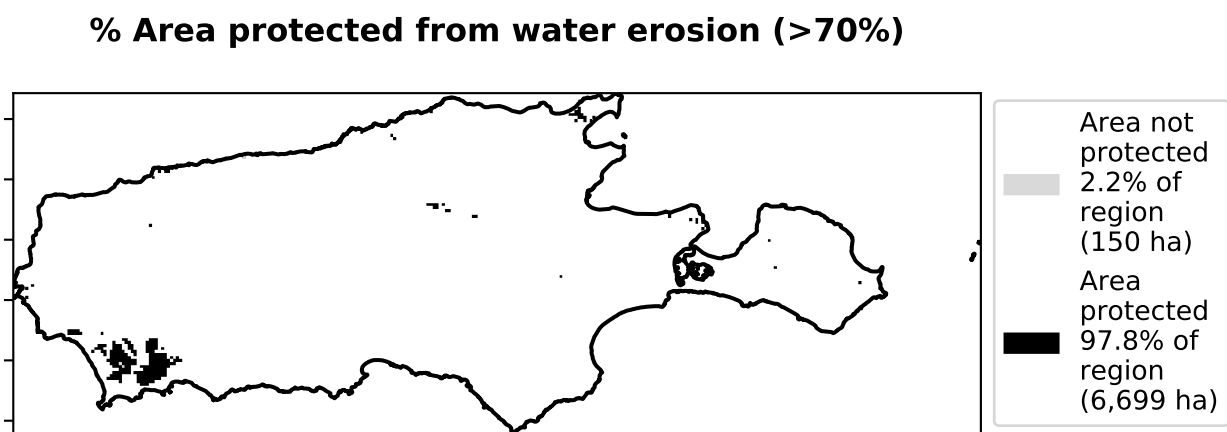 % Area protected from water erosion (>70%)
Area not
protected
2.2% of
region
(150 ha)
Area
protected
97.8% of
region
(6,699 ha)